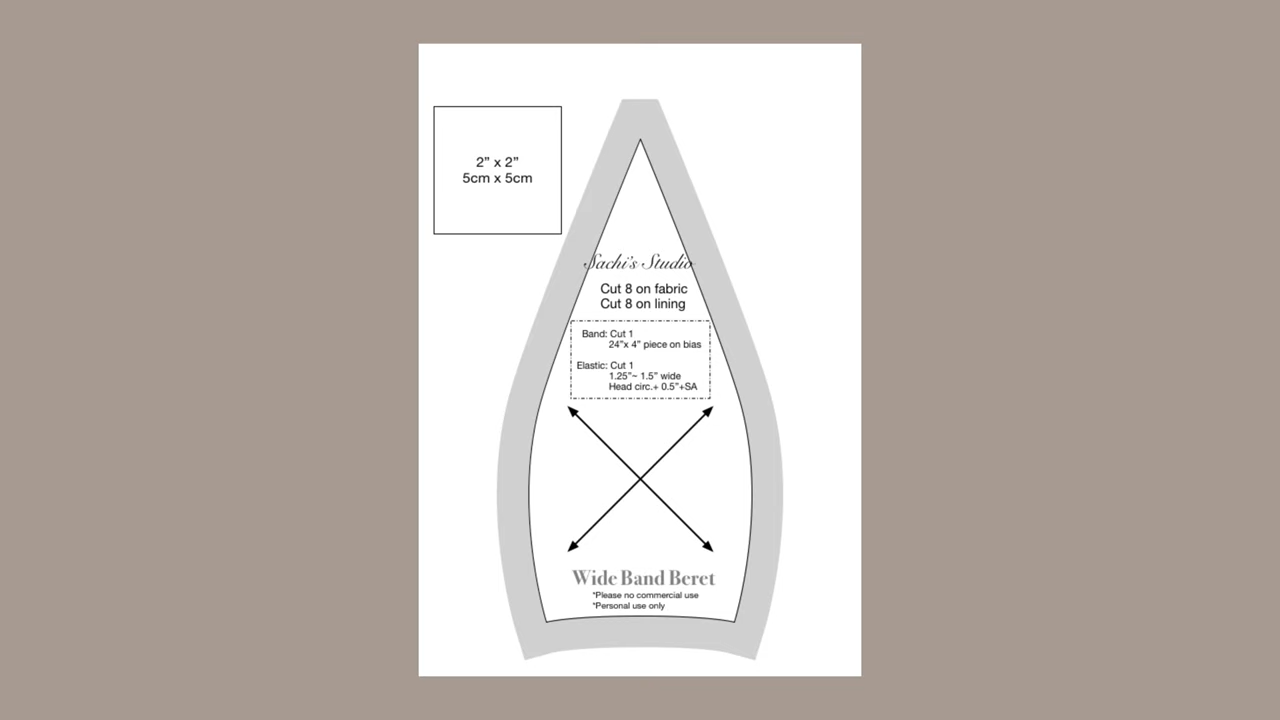 2” x 2”
5cm x 5cm
Sachi's Studio
Cut 8 on fabric
Cut 8 on lining
Band: Cut 1
24”x 4” piece on bias
Elastic: Cut 1
1.25”~ 1.5” wide
Head circ.+ 0.5”+SA
Wide Band Beret
*Please no commercial use
*Personal use only